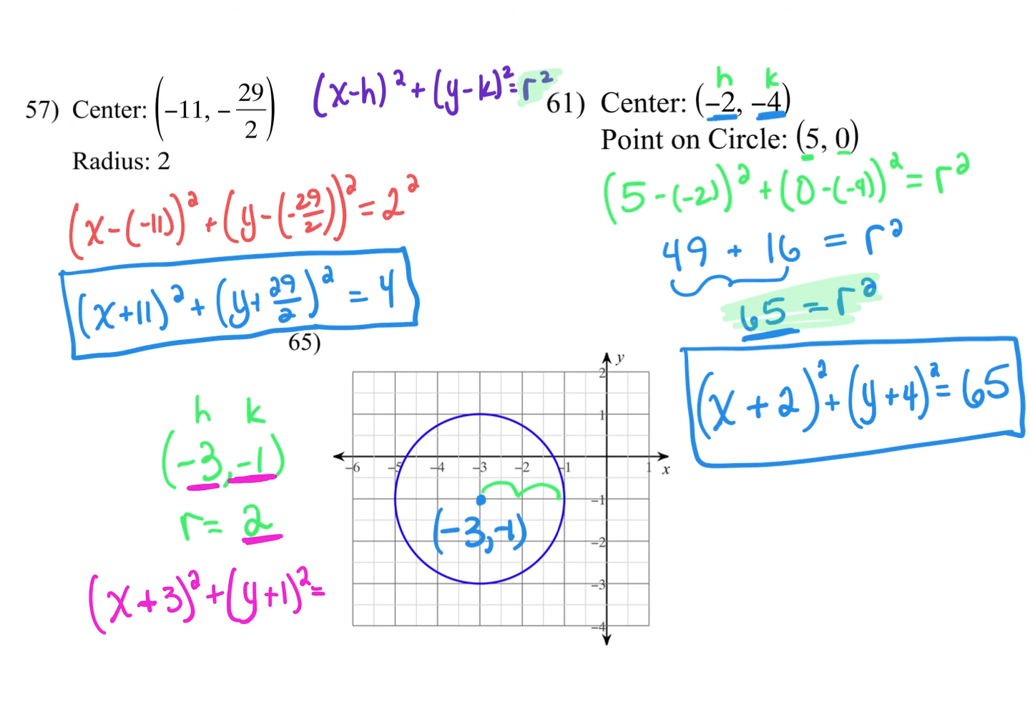 57) Center: (−11, −29/2)
Radius: 2
(x-h)² + (y-k)² = r²
(x-(-11))² + (y-(-29/2))² = 2²
(x+11)² + (y+29/2)² = 4
61) h k
Center: (−2, −4)
Point on Circle: (5, 0)
(5-(-2))² + (0-(-4))² = r²
49 + 16 = r²
65 = r²
(x+2)² + (y+4)² = 65
65)
h k
(-3, -1)
r = 2
(x+3)² + (y+1)² =
y
2
1
−6 −5 −4 −3 −2 −1 1 x
−1
(-3, -1)
−2
−3
−4